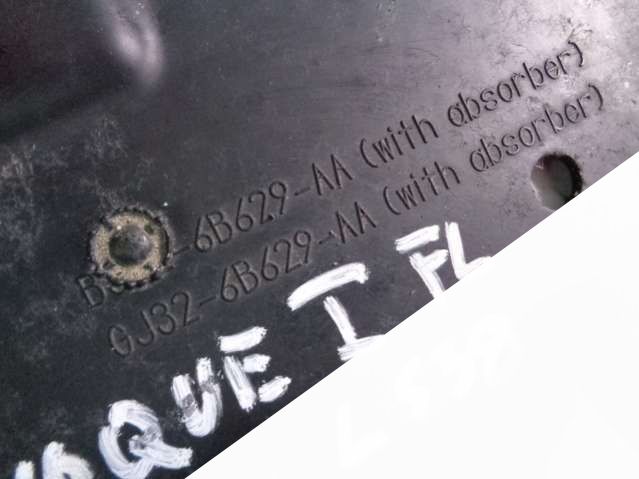 -6B629-AA (with absorber)
GJ32-6B629-AA (with absorber)
QUE I FL